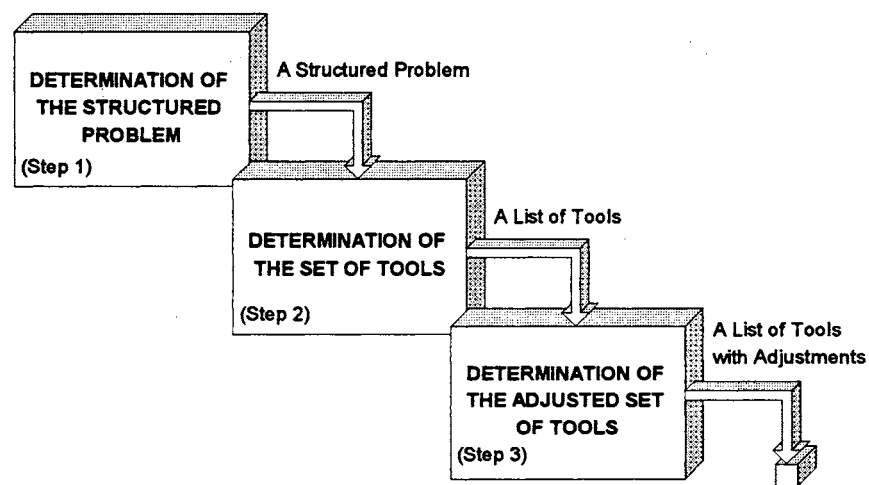 DETERMINATION OF
THE STRUCTURED
PROBLEM
(Step 1)
A Structured Problem
DETERMINATION OF
THE SET OF TOOLS
(Step 2)
A List of Tools
DETERMINATION OF
THE ADJUSTED SET
OF TOOLS
(Step 3)
A List of Tools
with Adjustments